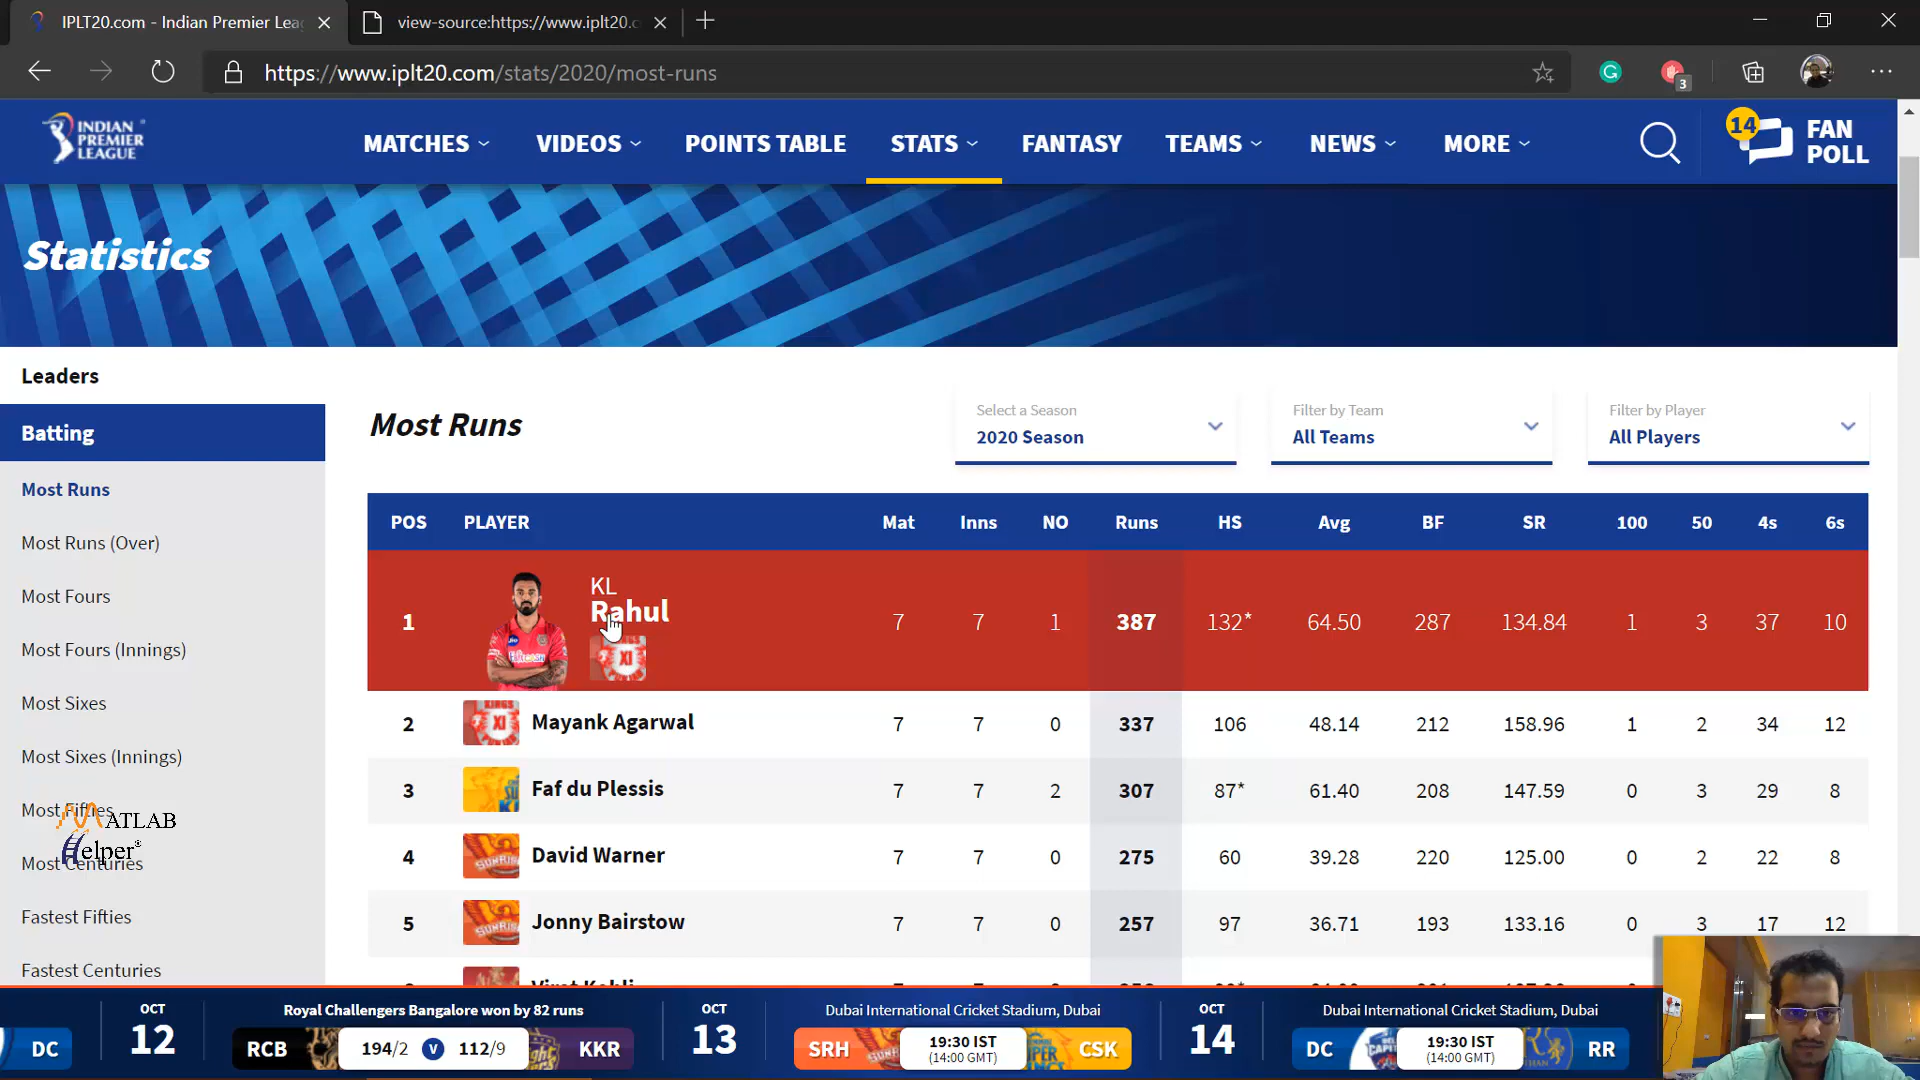 IPLT20.com - Indian Premier Lea
view-source:https://www.iplt20.c
https://www.iplt20.com/stats/2020/most-runs
3
INDIAN
PREMIER
LEAGUE
MATCHES
VIDEOS
POINTS TABLE
STATS
FANTASY
TEAMS
NEWS
MORE
14
FAN
POLL
Statistics
Leaders
Batting
Most Runs
Most Runs (Over)
Most Fours
Most Fours (Innings)
Most Sixes
Most Sixes (Innings)
Most Fifties
Most Centuries
Fastest Fifties
Fastest Centuries
MATLAB
Helper®
Most Runs
Select a Season
2020 Season
Filter by Team
All Teams
Filter by Player
All Players
POS PLAYER Mat Inns NO Runs HS Avg BF SR 100 50 4s 6s
1 KL Rahul 7 7 1 387 132* 64.50 287 134.84 1 3 37 10
XI
2 Mayank Agarwal 7 7 0 337 106 48.14 212 158.96 1 2 34 12
3 Faf du Plessis 7 7 2 307 87* 61.40 208 147.59 0 3 29 8
4 David Warner 7 7 0 275 60 39.28 220 125.00 0 2 22 8
5 Jonny Bairstow 7 7 0 257 97 36.71 193 133.16 0 3 17 12
Virat Kohli
DC
OCT
12
Royal Challengers Bangalore won by 82 runs
RCB 194/2 V 112/9 KKR
OCT
13
Dubai International Cricket Stadium, Dubai
SRH 19:30 IST CSK
(14:00 GMT)
OCT
14
Dubai International Cricket Stadium, Dubai
DC 19:30 IST RR
(14:00 GMT)